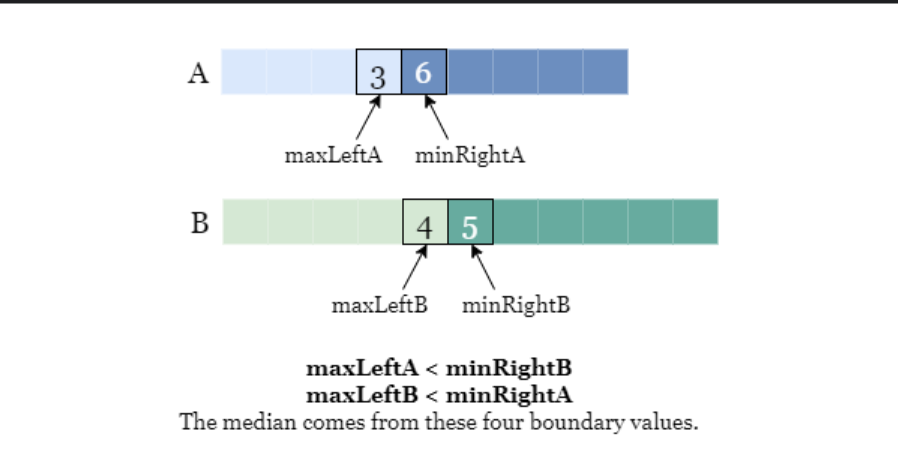 A
3 6
maxLeftA minRightA
B
4 5
maxLeftB minRightB
maxLeftA < minRightB
maxLeftB < minRightA
The median comes from these four boundary values.